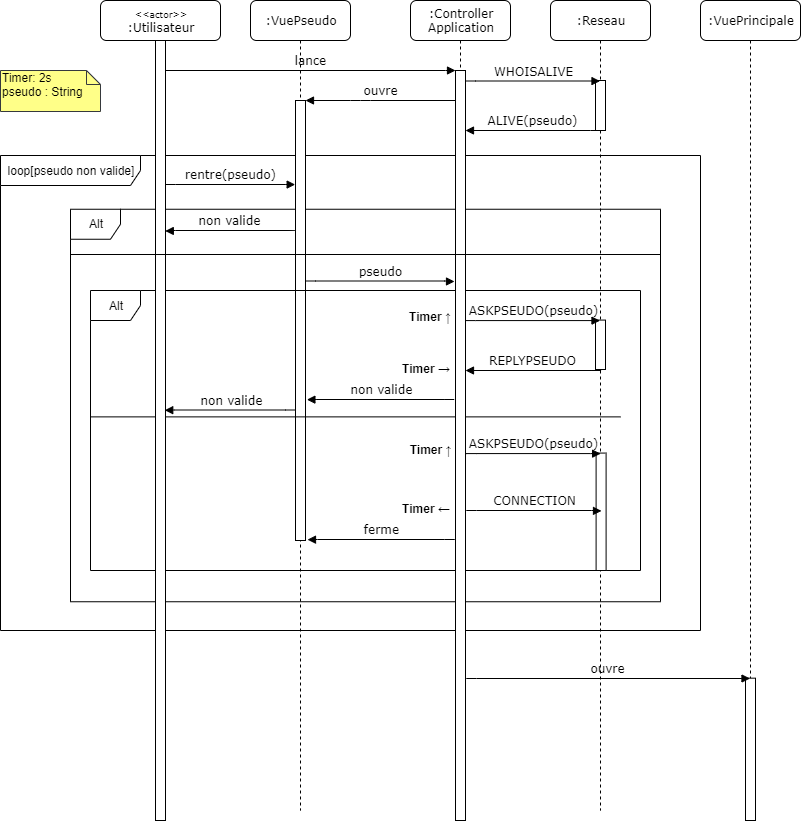 <<actor>>
:Utilisateur
:VuePseudo
:Controller
Application
:Reseau
:VuePrincipale
Timer: 2s
pseudo : String
lance
WHOISALIVE
ouvre
ALIVE(pseudo)
loop[pseudo non valide]
rentre(pseudo)
Alt
non valide
pseudo
Alt
Timer ↑
ASKPSEUDO(pseudo)
Timer →
REPLYPSEUDO
non valide
non valide
Timer ↑
ASKPSEUDO(pseudo)
Timer ←
CONNECTION
ferme
ouvre